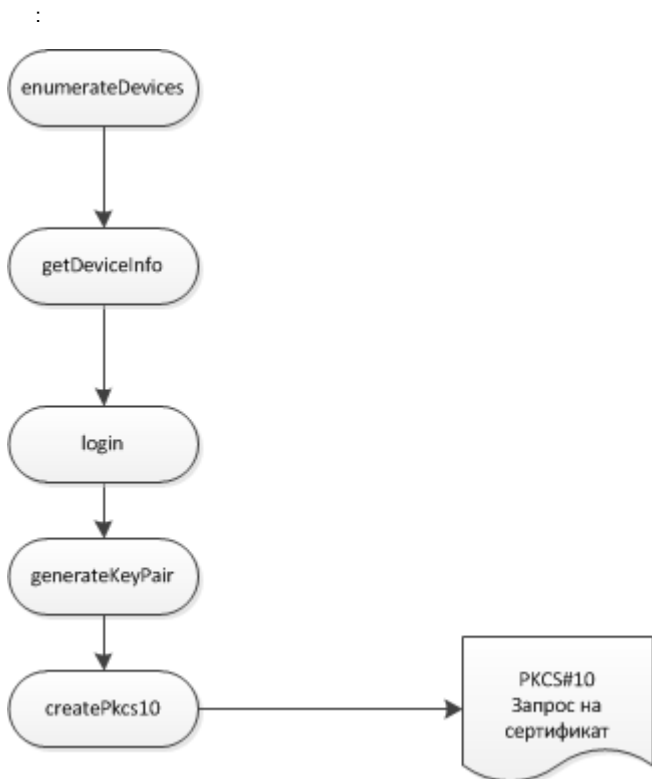 :
enumerateDevices
getDeviceInfo
login
generateKeyPair
createPkcs10
PKCS#10
Запрос на
сертификат